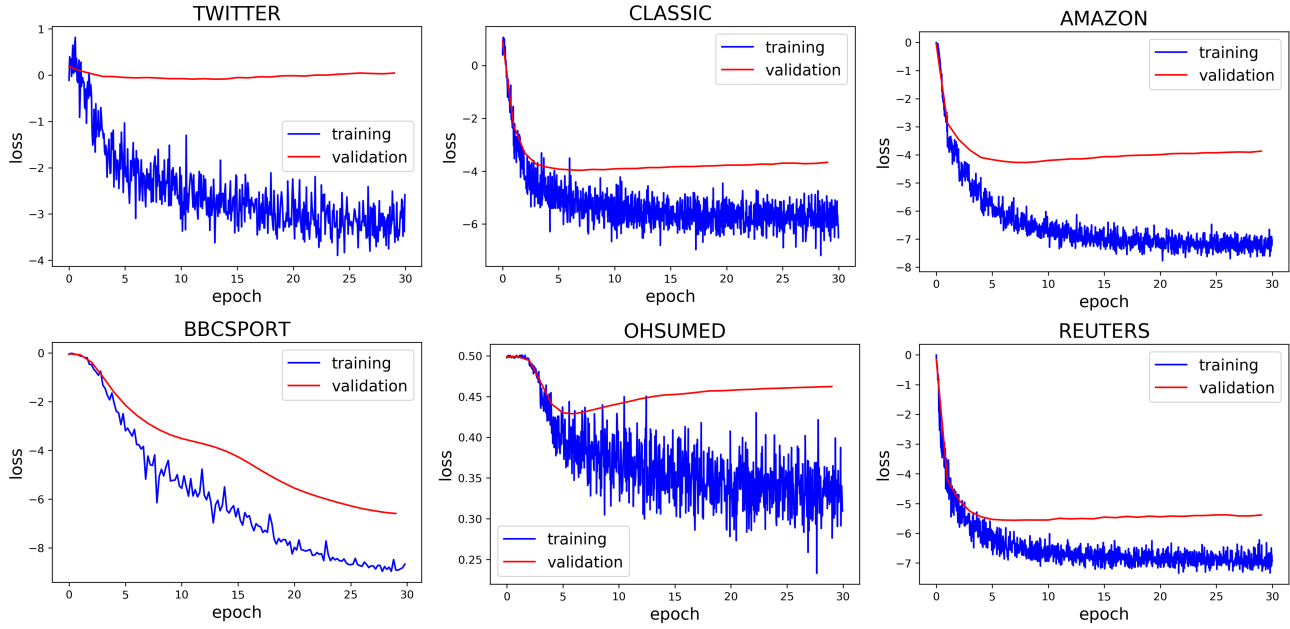 TWITTER
1
0
−1
−2
−3
−4
loss
0 5 10 15 20 25 30
epoch
training
validation
CLASSIC
0
−2
−4
−6
loss
0 5 10 15 20 25 30
epoch
training
validation
AMAZON
0
−1
−2
−3
−4
−5
−6
−7
−8
loss
0 5 10 15 20 25 30
epoch
training
validation
BBCSPORT
0
−2
−4
−6
−8
loss
0 5 10 15 20 25 30
epoch
training
validation
OHSUMED
0.50
0.45
0.40
0.35
0.30
0.25
loss
0 5 10 15 20 25 30
epoch
training
validation
REUTERS
0
−1
−2
−3
−4
−5
−6
−7
loss
0 5 10 15 20 25 30
epoch
training
validation